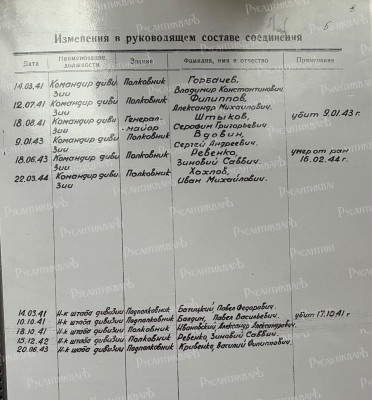 5
Б
Изменения в руководящем составе соединения
Дата Наименование должности Звание Фамилия, имя и отчество Примечание
14.03.41 Командир дивизии Полковник Горбачев, Владимир Константинович.
12.07.41 Командир дивизии Полковник Филиппов, Александр Михайлович.
18.08.41 Командир дивизии Генерал-майор Штыков, Серафим Григорьевич убит 9.01.43 г.
9.01.43 Командир дивизии Полковник Вдовин, Сергей Андреевич.
18.06.43 Командир дивизии Полковник Ревенко, Зиновий Саввич умер от ран 16.02.44 г.
22.03.44 Командир дивизии Полковник Хохлов, Иван Михайлович.
14.03.41 Н-к штаба дивизии Подполковник Батицкий, Павел Федорович.
10.10.41 Н-к штаба дивизии Подполковник Балдин, Павел Васильевич. убит 17.10.41 г.
18.10.41 Н-к штаба дивизии Полковник Ивановский, Александр Александрович.
15.12.42 Н-к штаба дивизии Полковник Ревенко, Зиновий Саввич.
20.06.43 Н-к штаба дивизии Подполковник Кривенко, Василий Филиппович.
РусАнтикварЪ